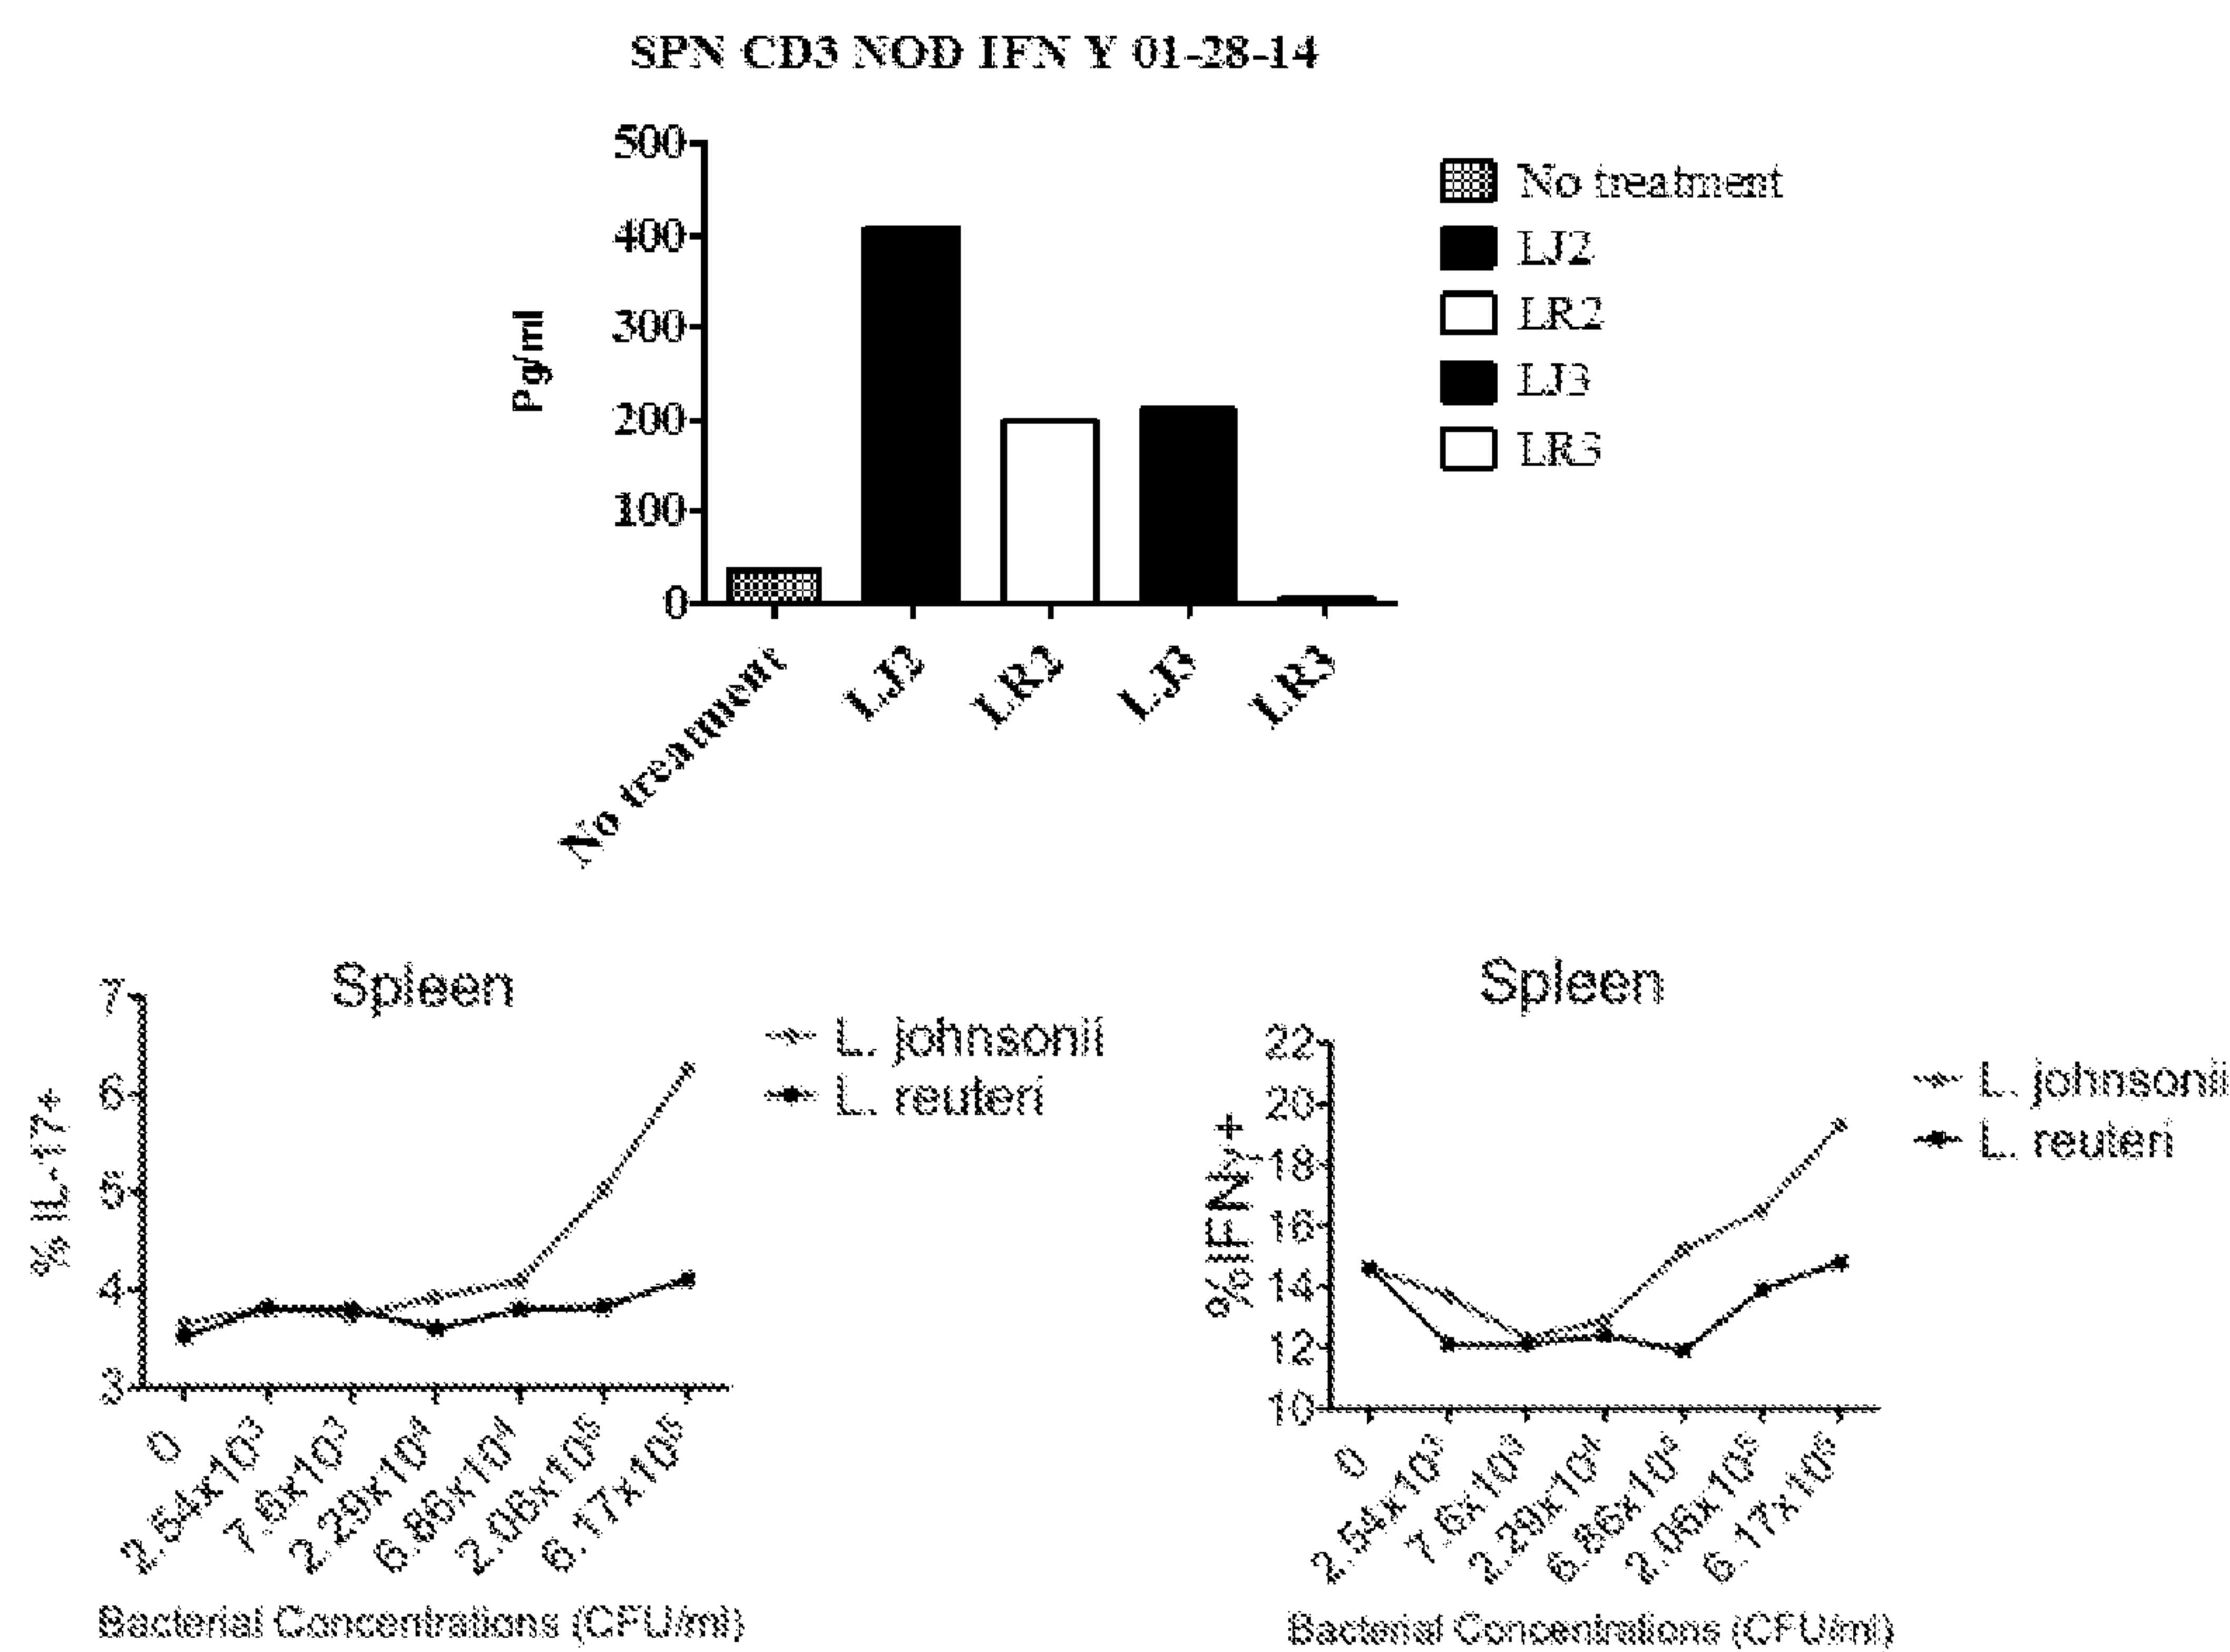 SPN CD3 NOD IFN Y 01-28-14
500
400
300
200
100
0
Pg/ml
No treatment
LJ2
LR2
LJ3
LR3
No treatment
LJ2
LR2
LJ3
LR3
Spleen
7
6
5
4
3
% IL-17+
L. johnsonii
L. reuteri
0
2.54x10³
7.6x10³
2.29x10⁴
6.86x10⁴
2.06x10⁵
6.17x10⁵
Bacterial Concentrations (CFU/ml)
Spleen
22
20
18
16
14
12
10
%IFNγ+
L. johnsonii
L. reuteri
0
2.54x10³
7.6x10³
2.29x10⁴
6.86x10⁴
2.06x10⁵
6.17x10⁵
Bacterial Concentrations (CFU/ml)